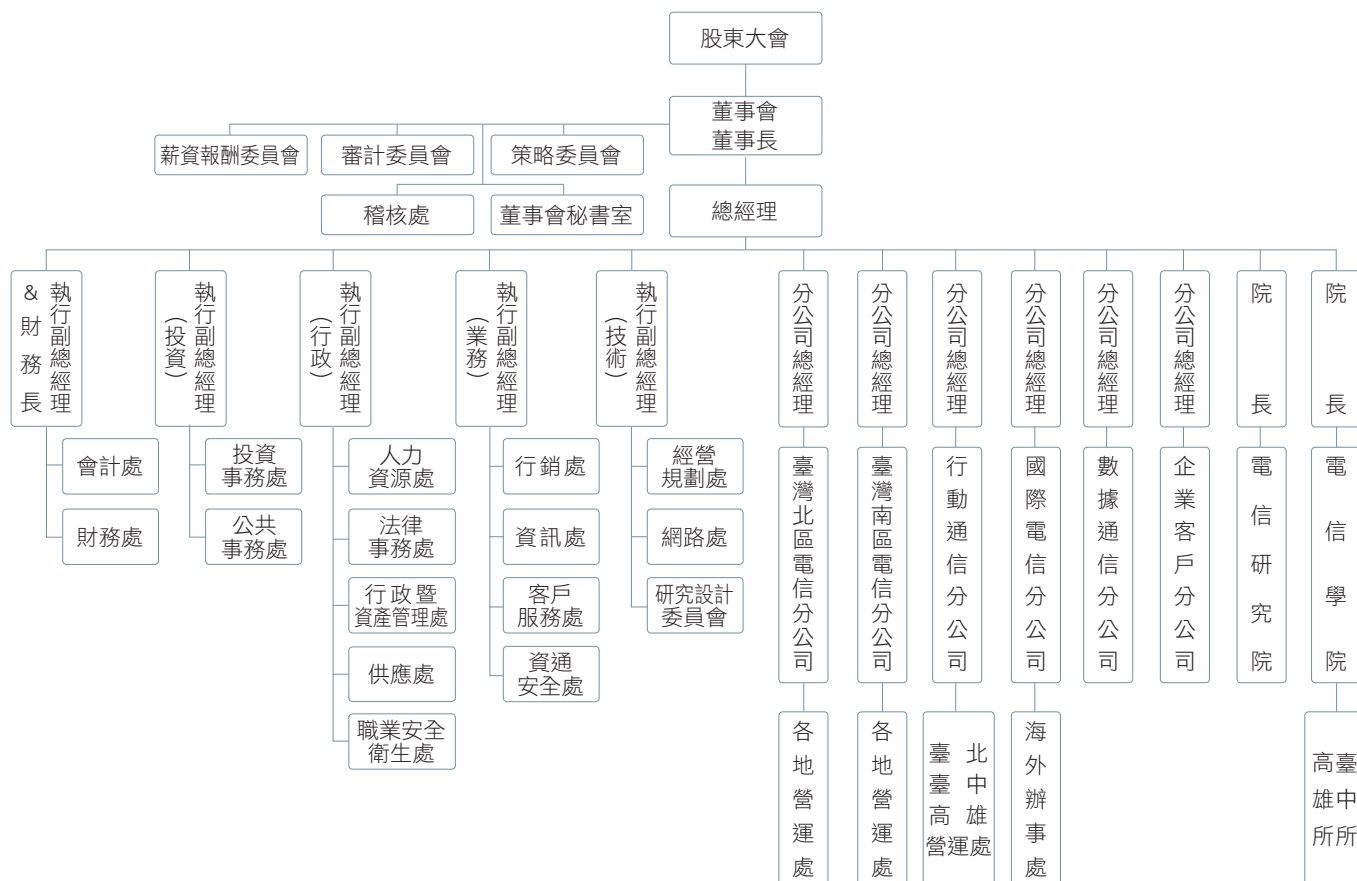 股東大會
董事會
董事長
薪資報酬委員會
審計委員會
策略委員會
稽核處
董事會秘書室
總經理
執行副總經理
&財務長
執行副總經理
(投資)
執行副總經理
(行政)
執行副總經理
(業務)
執行副總經理
(技術)
分公司總經理
分公司總經理
分公司總經理
分公司總經理
分公司總經理
分公司總經理
院長
院長
會計處
財務處
投資
事務處
公共
事務處
人力
資源處
法律
事務處
行政暨
資產管理處
供應處
職業安全
衛生處
行銷處
資訊處
客戶
服務處
資通
安全處
經營
規劃處
網路處
研究設計
委員會
臺灣北區電信分公司
臺灣南區電信分公司
行動通信分公司
國際電信分公司
數據通信分公司
企業客戶分公司
電信研究院
電信學院
各地營運處
各地營運處
臺北
臺中
高雄
營運處
海外辦事處
臺中所
高雄所